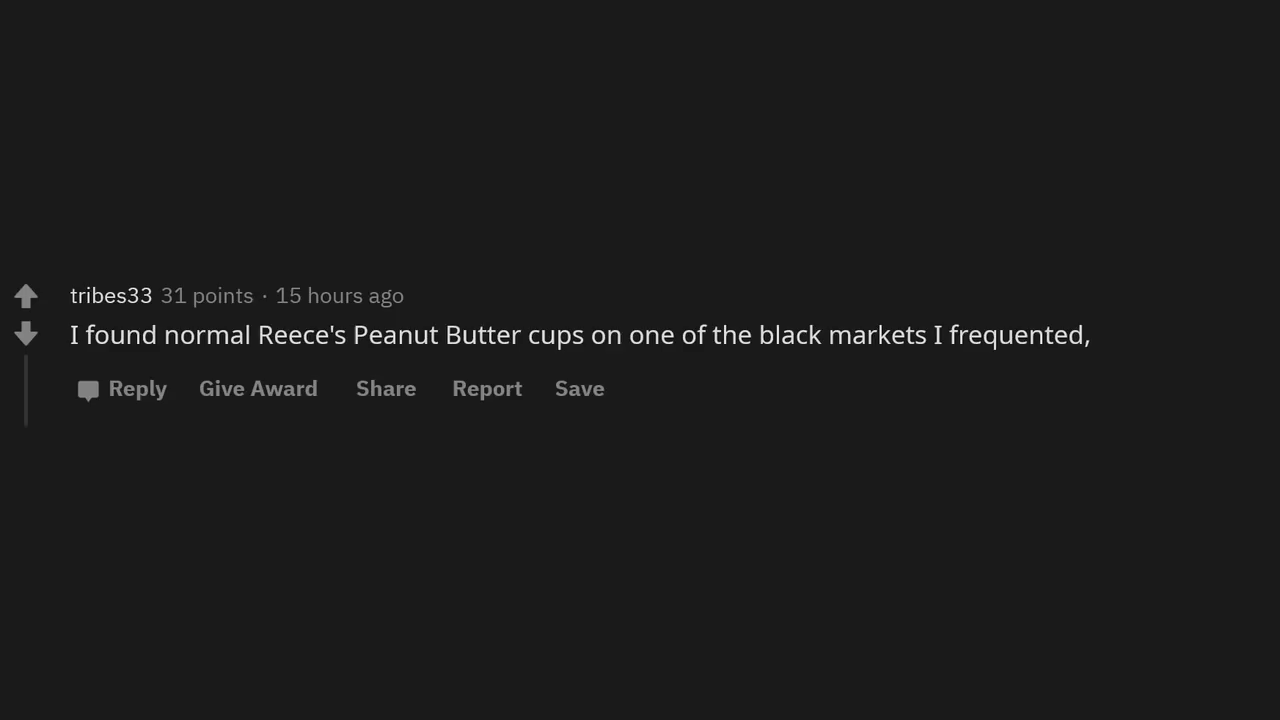 tribes33 31 points · 15 hours ago
I found normal Reece's Peanut Butter cups on one of the black markets I frequented,
Reply Give Award Share Report Save